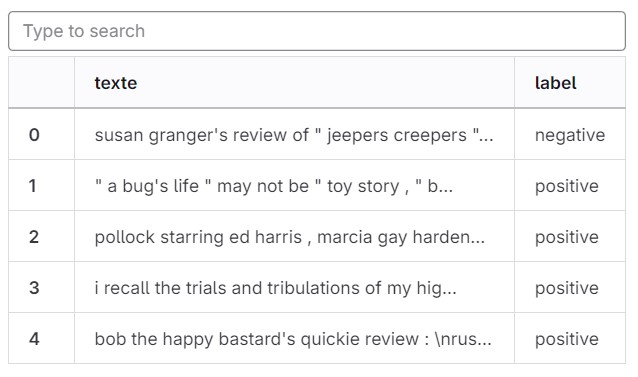 Type to search
texte label
0 susan granger's review of " jeepers creepers "... negative
1 " a bug's life " may not be " toy story , " b... positive
2 pollock starring ed harris , marcia gay harden... positive
3 i recall the trials and tribulations of my hig... positive
4 bob the happy bastard's quickie review : \nrus... positive